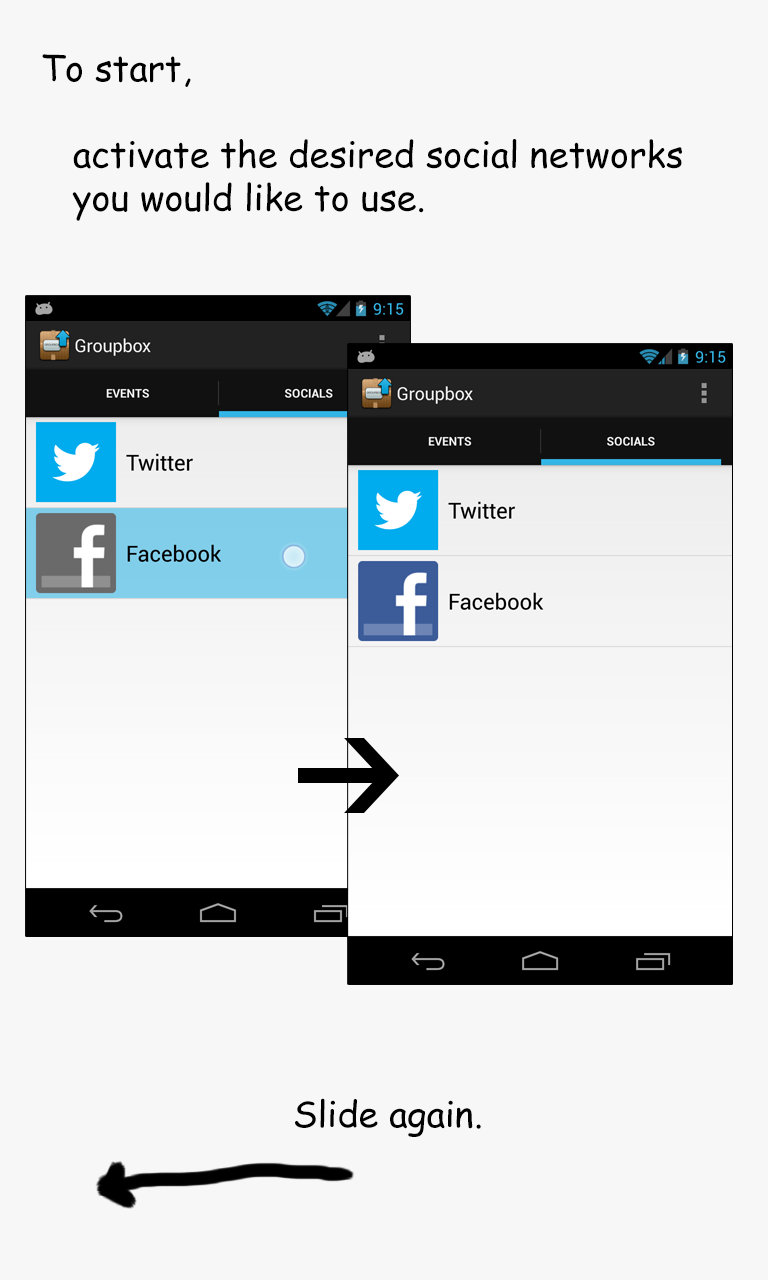 To start,
activate the desired social networks
you would like to use.
9:15
Groupbox
EVENTS SOCIALS
Twitter
Facebook
9:15
Groupbox
EVENTS SOCIALS
Twitter
Facebook
Slide again.